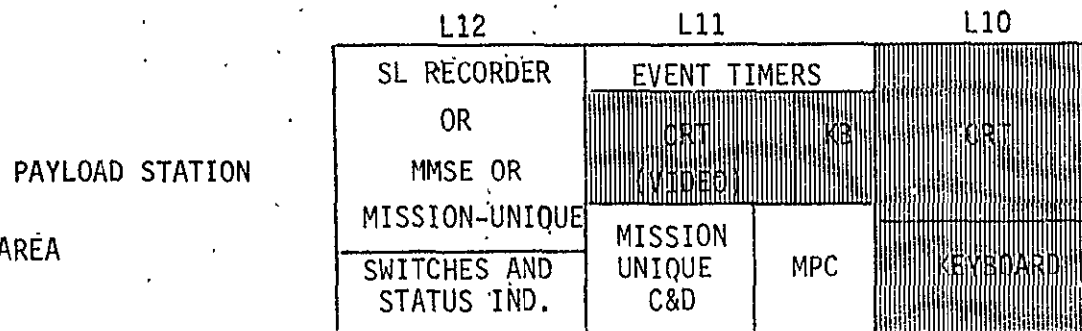 L12 L11 L10
SL RECORDER
OR
MMSE OR
MISSION-UNIQUE
SWITCHES AND
STATUS IND.
EVENT TIMERS
CRT KB
(VIDEO)
MISSION
UNIQUE
C&D
MPC
CRT
KEYBOARD
PAYLOAD STATION
AREA